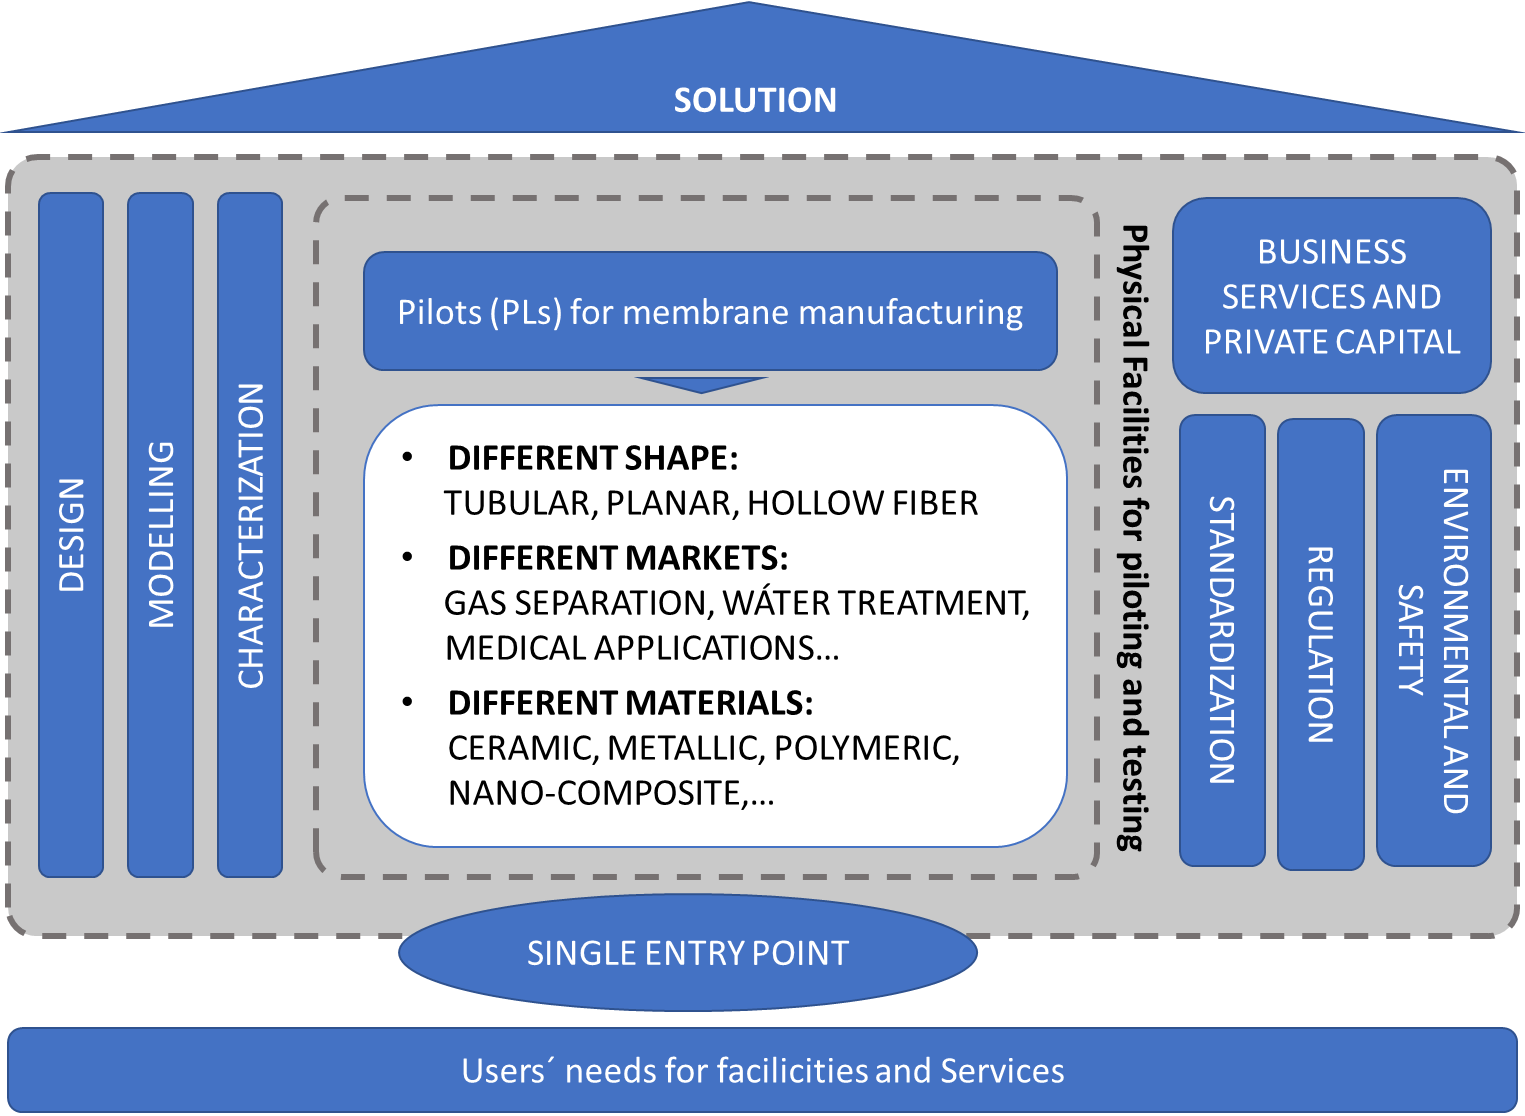 SOLUTION
DESIGN
MODELLING
CHARACTERIZATION
Pilots (PLs) for membrane manufacturing
• DIFFERENT SHAPE:
TUBULAR, PLANAR, HOLLOW FIBER
• DIFFERENT MARKETS:
GAS SEPARATION, WÁTER TREATMENT,
MEDICAL APPLICATIONS...
• DIFFERENT MATERIALS:
CERAMIC, METALLIC, POLYMERIC,
NANO-COMPOSITE,...
Physical Facilities for piloting and testing
BUSINESS
SERVICES AND
PRIVATE CAPITAL
STANDARDIZATION
REGULATION
ENVIRONMENTAL AND
SAFETY
SINGLE ENTRY POINT
Users´ needs for facilicities and Services